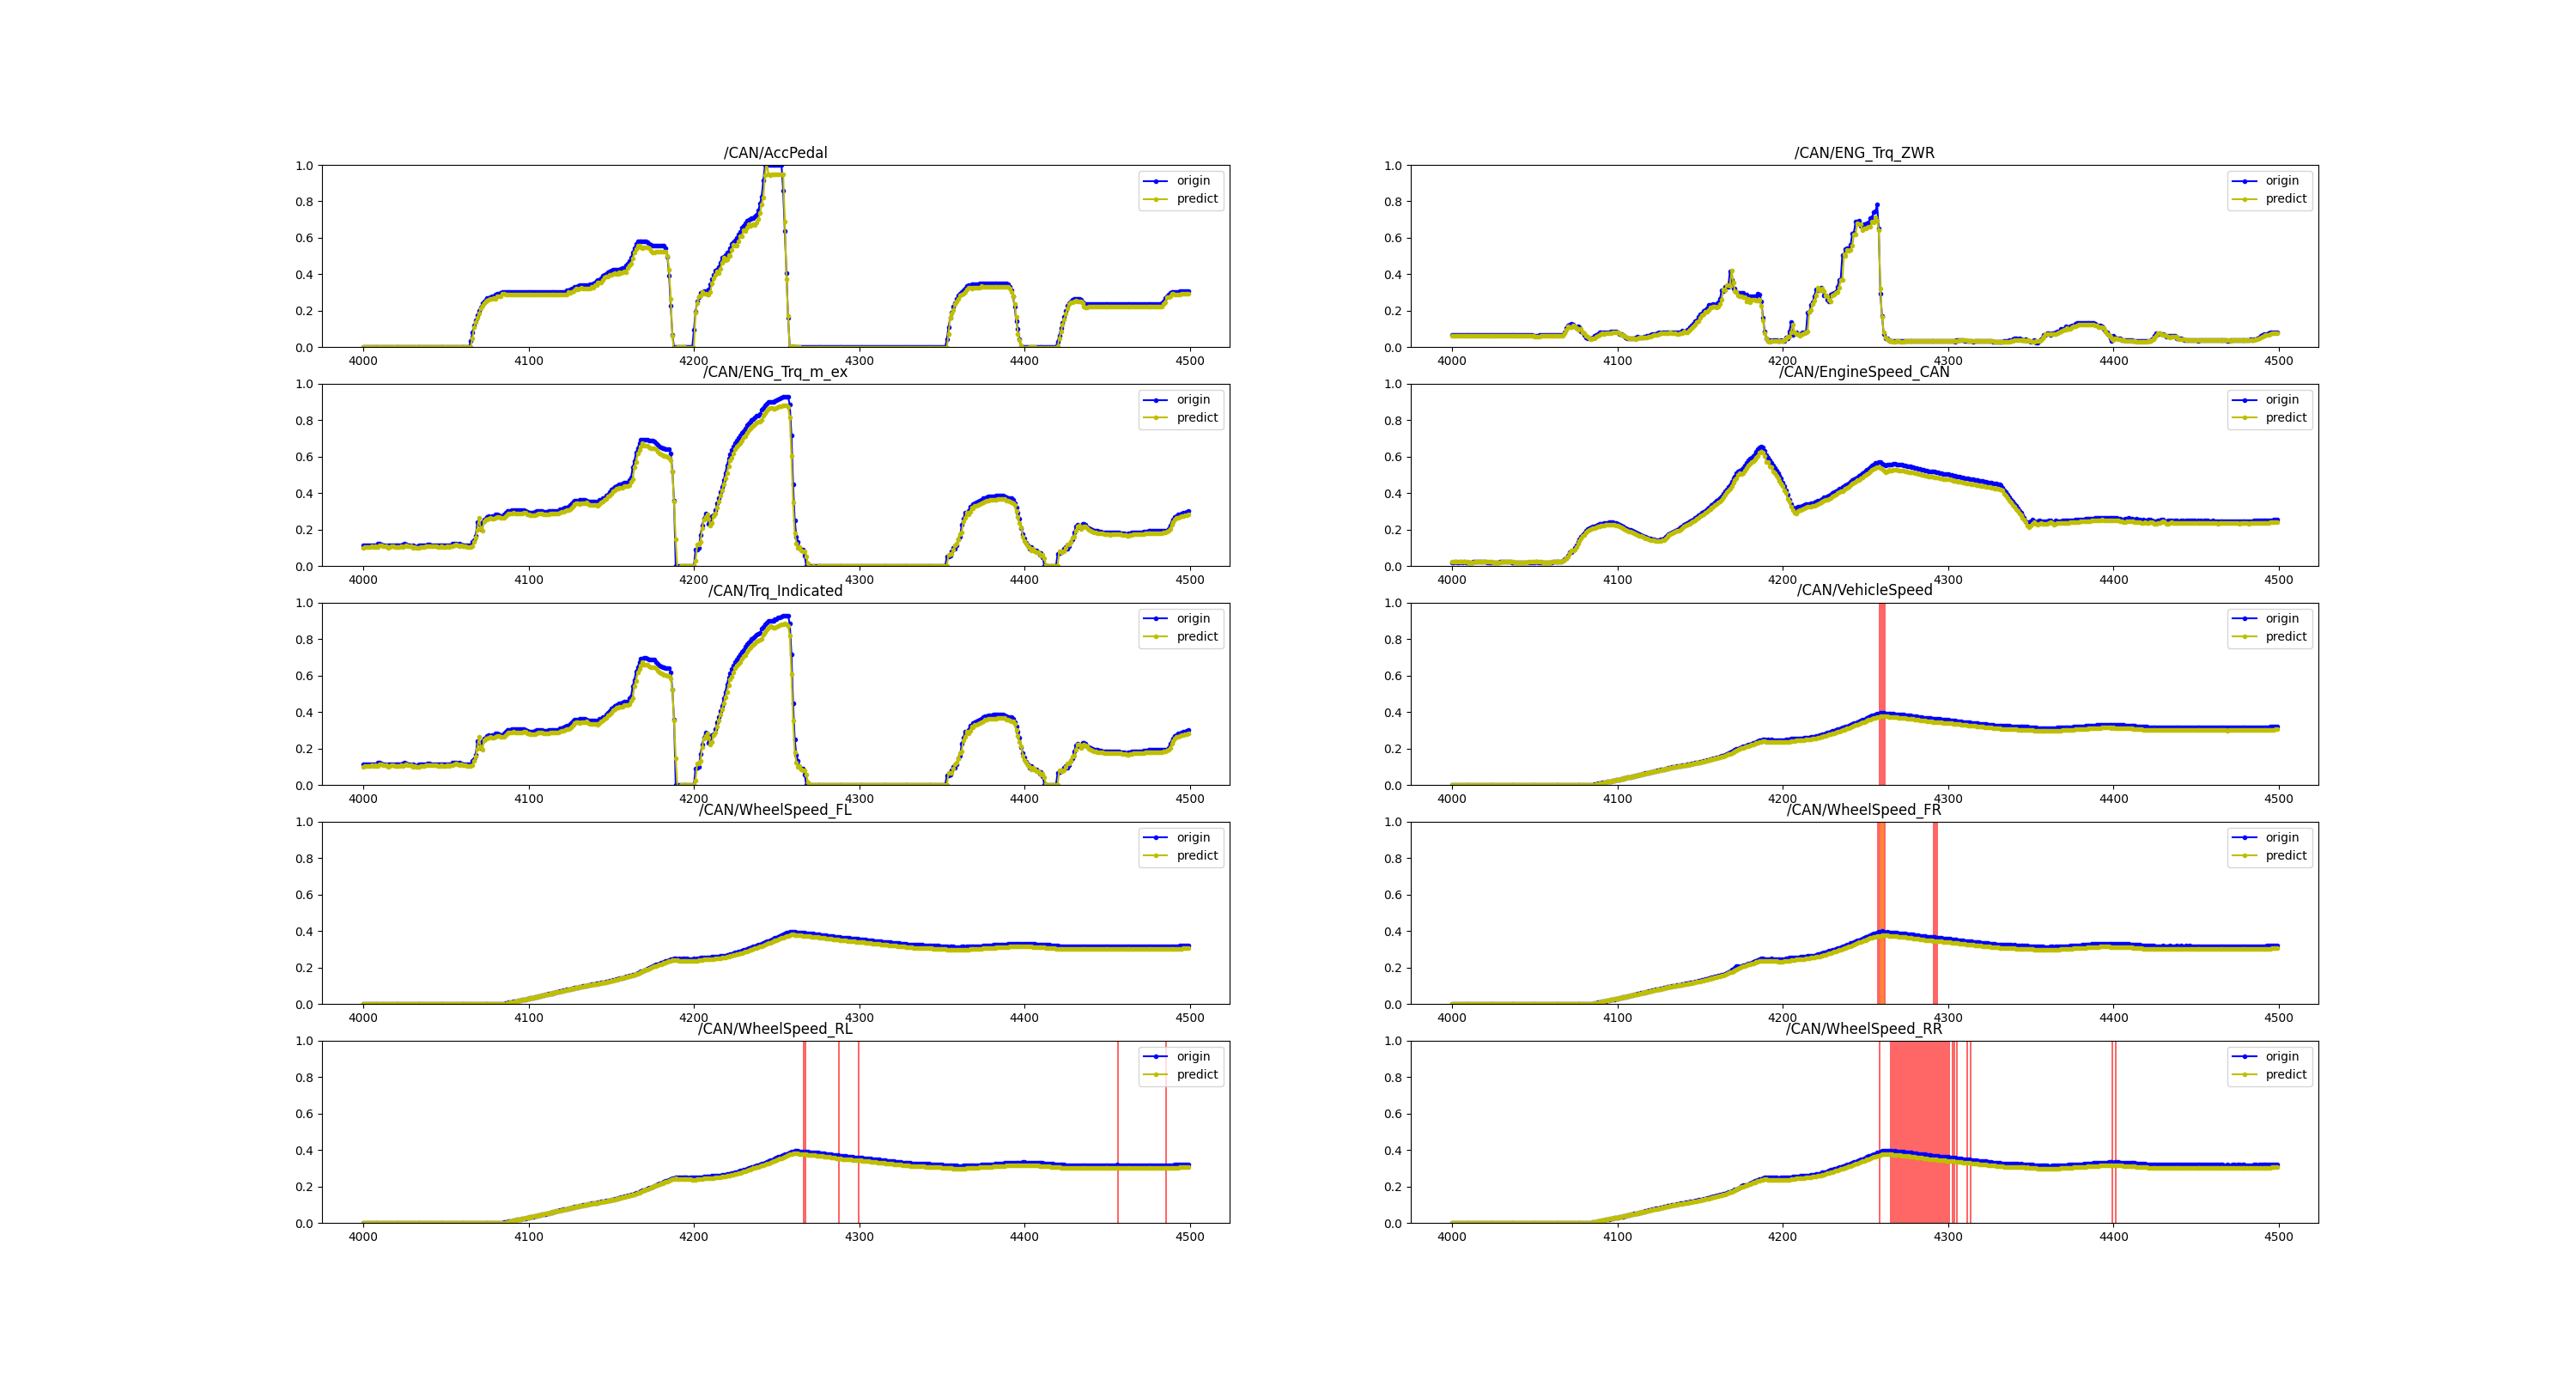 /CAN/AccPedal
1.0
0.8
0.6
0.4
0.2
0.0
origin
predict
4000 4100 4200 4300 4400 4500
/CAN/ENG_Trq_ZWR
1.0
0.8
0.6
0.4
0.2
0.0
origin
predict
4000 4100 4200 4300 4400 4500
/CAN/ENG_Trq_m_ex
1.0
0.8
0.6
0.4
0.2
0.0
origin
predict
4000 4100 4200 4300 4400 4500
/CAN/EngineSpeed_CAN
1.0
0.8
0.6
0.4
0.2
0.0
origin
predict
4000 4100 4200 4300 4400 4500
/CAN/Trq_Indicated
1.0
0.8
0.6
0.4
0.2
0.0
origin
predict
4000 4100 4200 4300 4400 4500
/CAN/VehicleSpeed
1.0
0.8
0.6
0.4
0.2
0.0
origin
predict
4000 4100 4200 4300 4400 4500
/CAN/WheelSpeed_FL
1.0
0.8
0.6
0.4
0.2
0.0
origin
predict
4000 4100 4200 4300 4400 4500
/CAN/WheelSpeed_FR
1.0
0.8
0.6
0.4
0.2
0.0
origin
predict
4000 4100 4200 4300 4400 4500
/CAN/WheelSpeed_RL
1.0
0.8
0.6
0.4
0.2
0.0
origin
predict
4000 4100 4200 4300 4400 4500
/CAN/WheelSpeed_RR
1.0
0.8
0.6
0.4
0.2
0.0
origin
predict
4000 4100 4200 4300 4400 4500